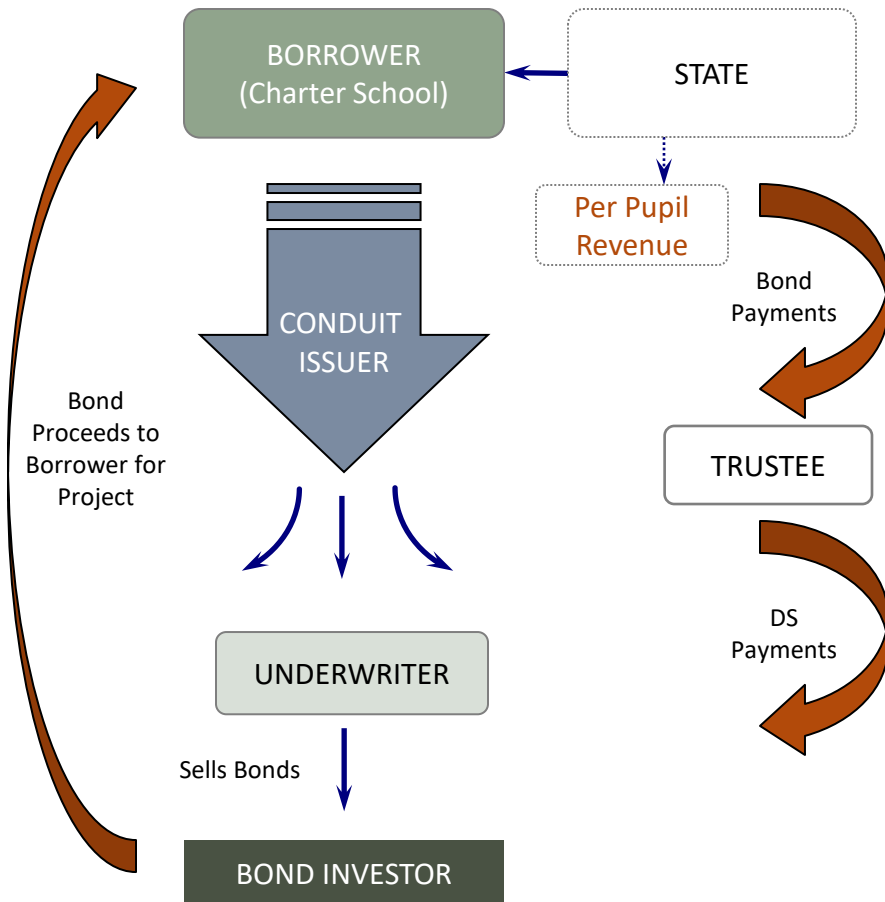 BORROWER
(Charter School)
STATE
Per Pupil
Revenue
Bond
Payments
CONDUIT
ISSUER
Bond
Proceeds to
Borrower for
Project
TRUSTEE
DS
Payments
UNDERWRITER
Sells Bonds
BOND INVESTOR